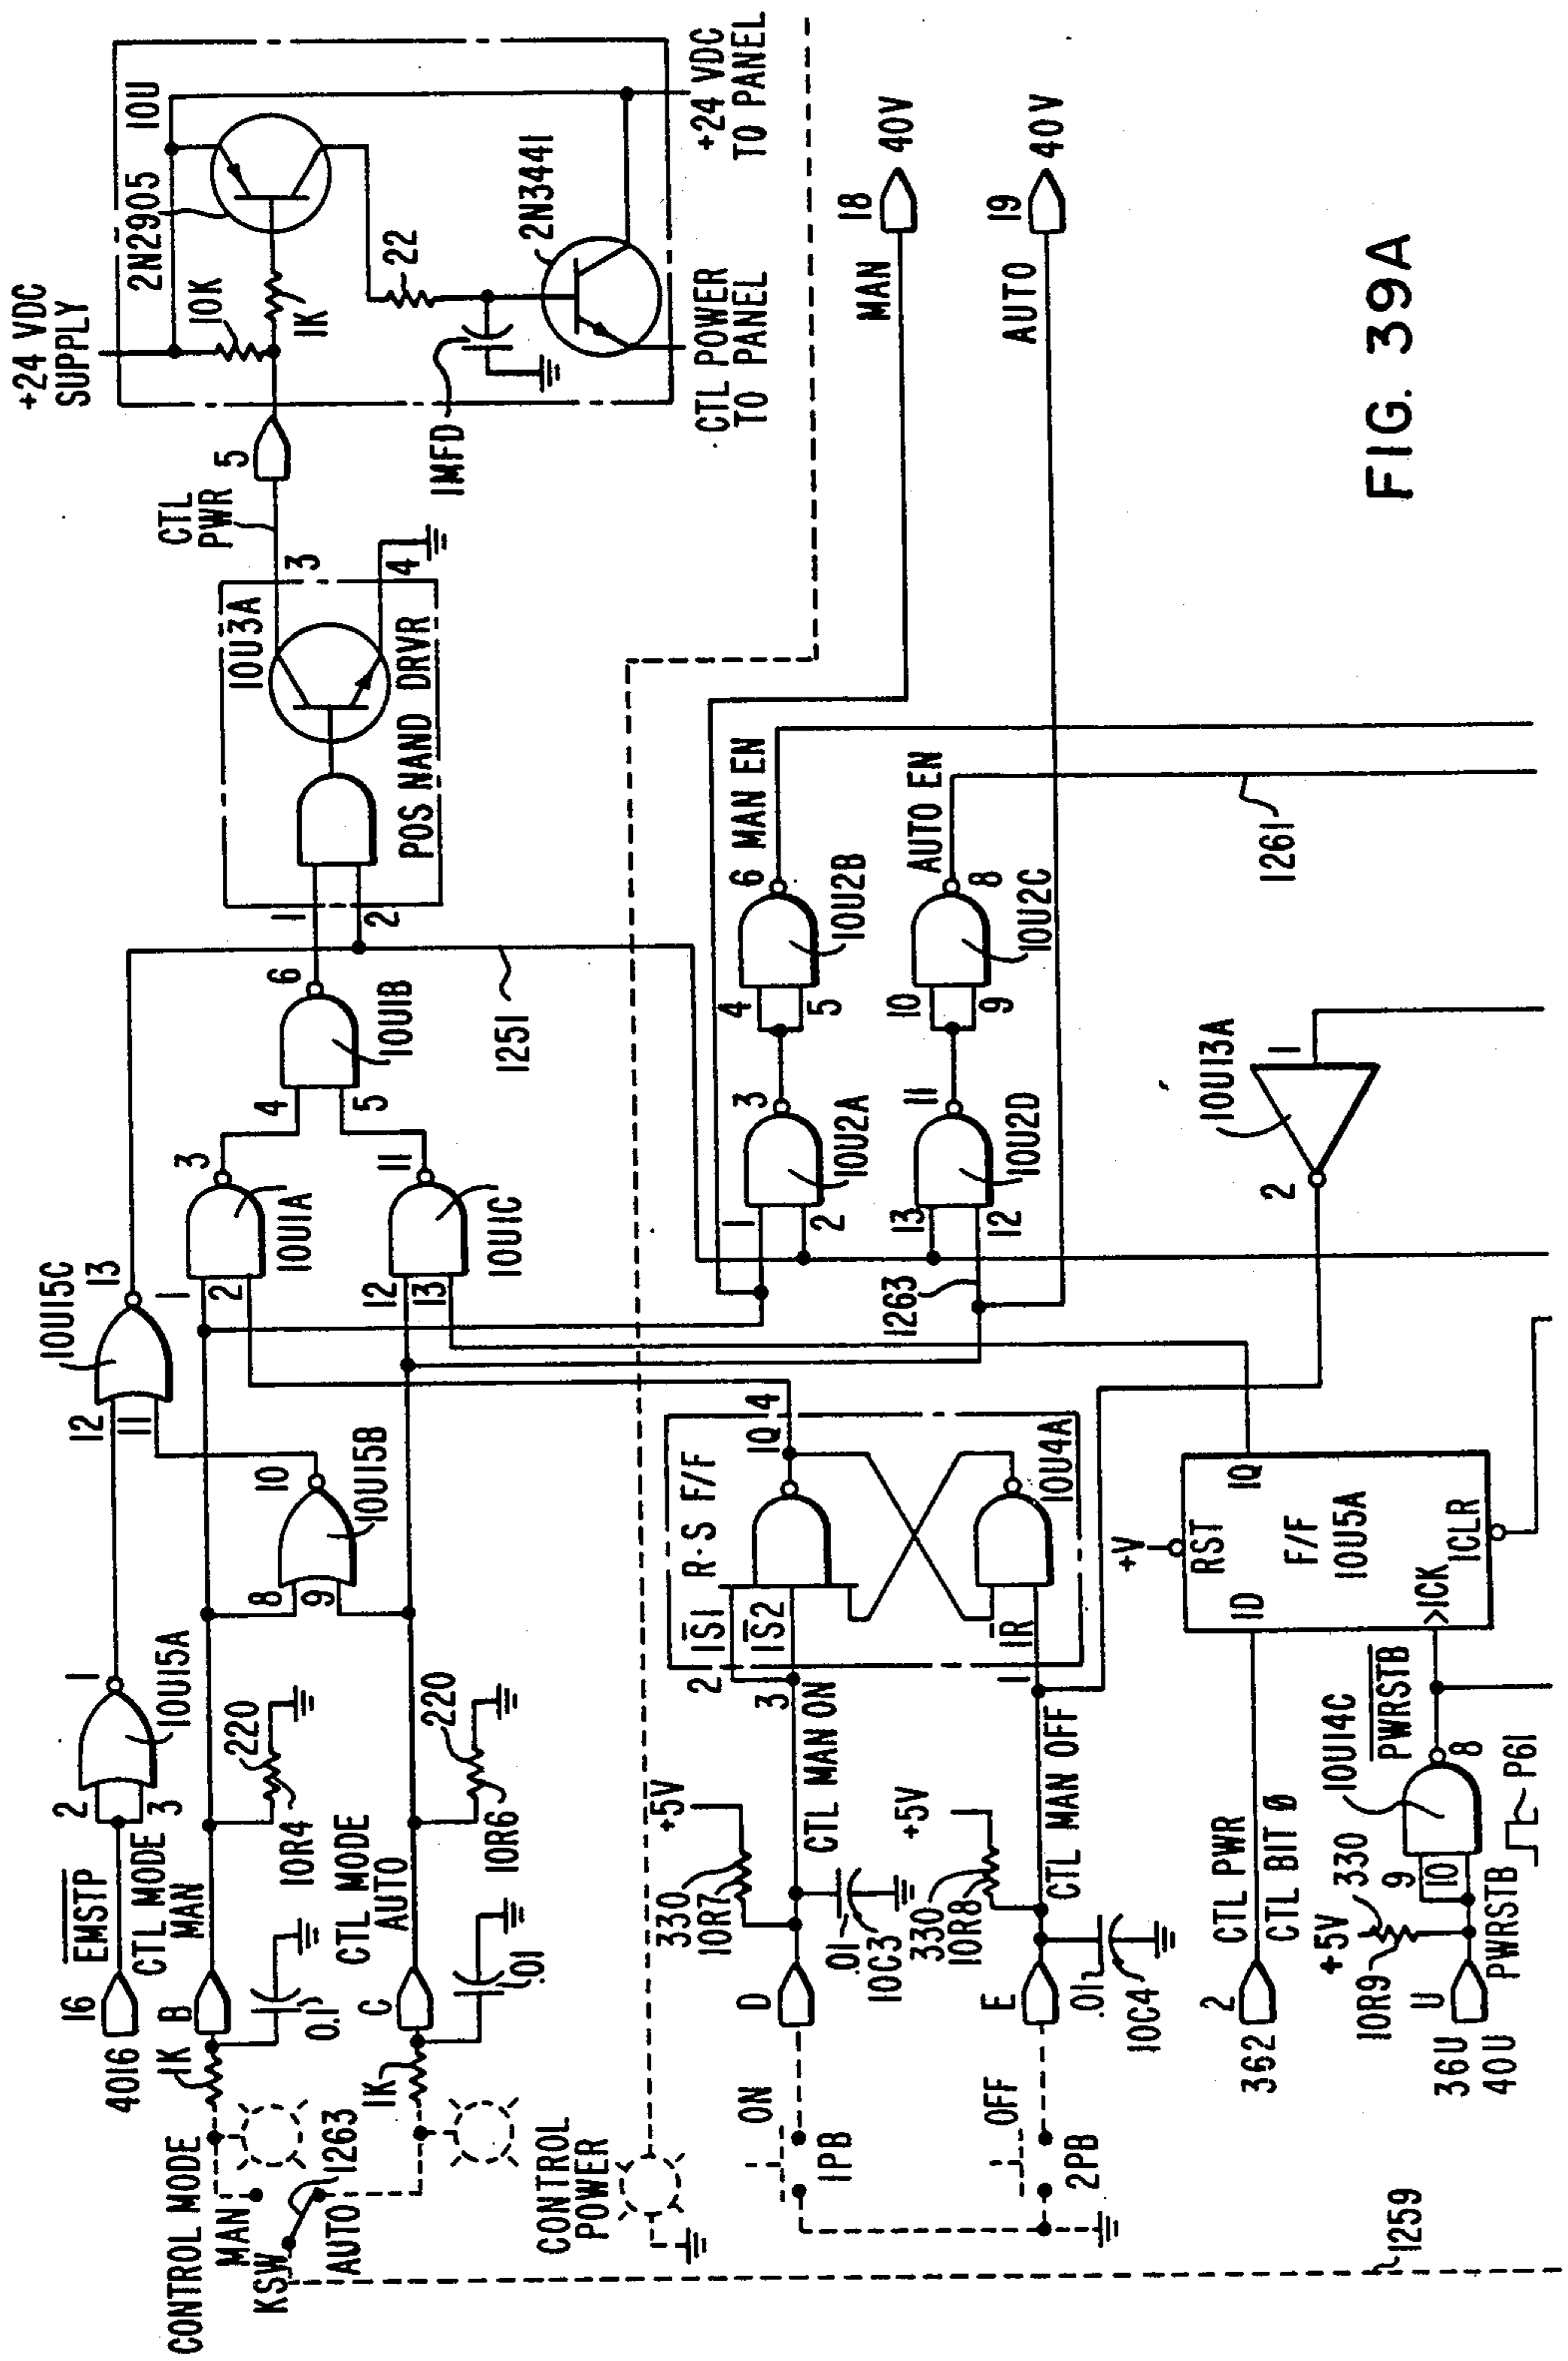 +24 VDC
SUPPLY
2N2905
10U
10K
1K
22
2N3441
1MFD
+24 VDC
TO PANEL
CTL POWER
TO PANEL
CTL
PWR
5
10U3A
3
4
POS NAND DRVR
1
2
10U15C
13
12
11
10U15A
1
2
3
16
4016
EMSTP
CTL MODE
MAN
B
1K
0.1
220
10R4
10
8
9
10U15B
1
2
3
10U1A
12
13
11
10U1C
4
5
6
10U1B
1251
CONTROL MODE
MAN
KSW
AUTO
1263
C
1K
CTL MODE
AUTO
.01
220
10R6
CONTROL
POWER
18
40V
MAN
19
40V
AUTO
1
2
3
10U2A
4
5
6
MAN EN
10U2B
13
12
11
10U2D
10
9
8
AUTO EN
10U2C
1263
1261
R-S F/F
1S1
1S2
1R
1Q
4
10U4A
2
3
1
ON
1PB
D
330
10R7
+5V
CTL MAN ON
.01
10C3
OFF
2PB
E
330
10R8
+5V
CTL MAN OFF
.01
10C4
10U13A
1
2
+V
RST
1D
F/F
10U5A
1Q
>1CK
1CLR
362
2
CTL PWR
CTL BIT Ø
36U
40U
U
10R9
+5V
330
PWRSTB
9
10
8
10U14C
PWRSTB
P61
1259
FIG. 39A